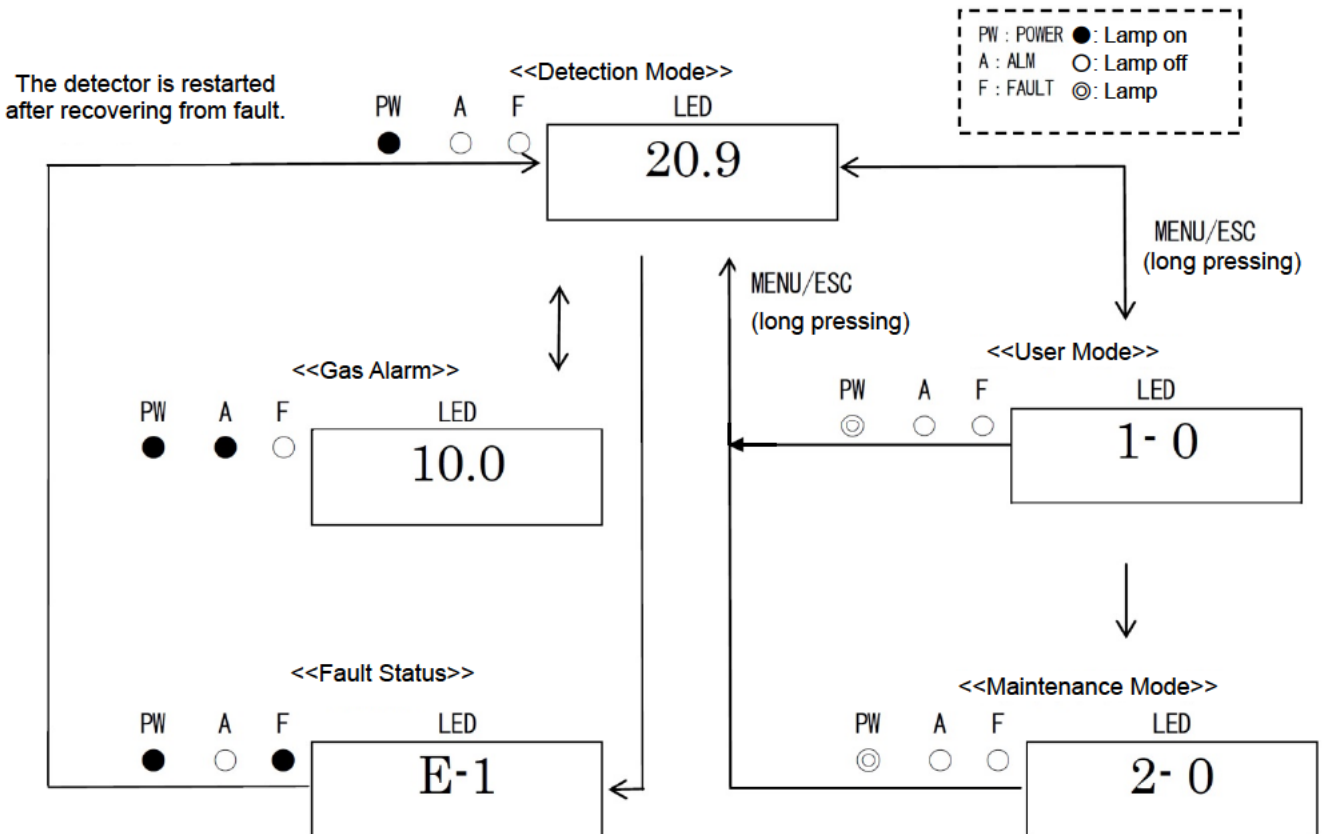 PW : POWER ●: Lamp on
A : ALM ○: Lamp off
F : FAULT ◎: Lamp
The detector is restarted
after recovering from fault.
<<Detection Mode>>
PW A F LED
20.9
MENU/ESC
(long pressing)
MENU/ESC
(long pressing)
<<Gas Alarm>>
PW A F LED
10.0
<<User Mode>>
PW A F LED
1- 0
<<Fault Status>>
PW A F LED
E-1
<<Maintenance Mode>>
PW A F LED
2- 0